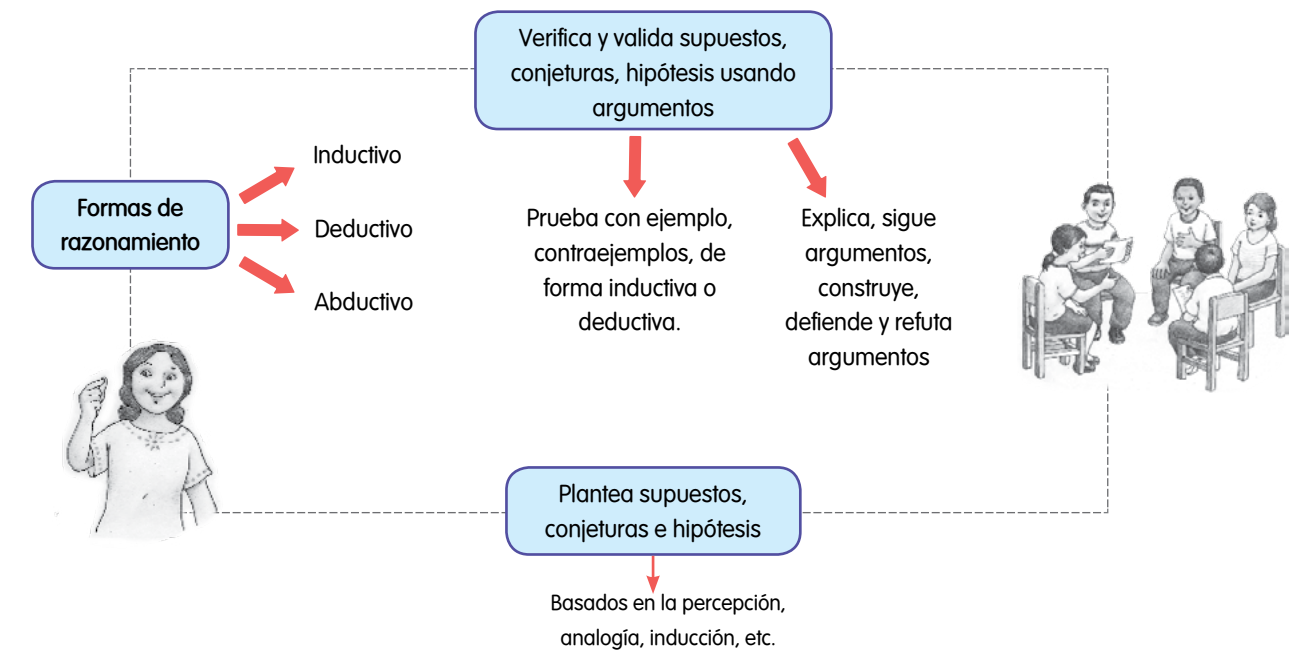 Verifica y valida supuestos,
conjeturas, hipótesis usando
argumentos
Formas de
razonamiento
Inductivo
Deductivo
Abductivo
Prueba con ejemplo,
contraejemplos, de
forma inductiva o
deductiva.
Explica, sigue
argumentos,
construye,
defiende y refuta
argumentos
Plantea supuestos,
conjeturas e hipótesis
Basados en la percepción,
analogía, inducción, etc.